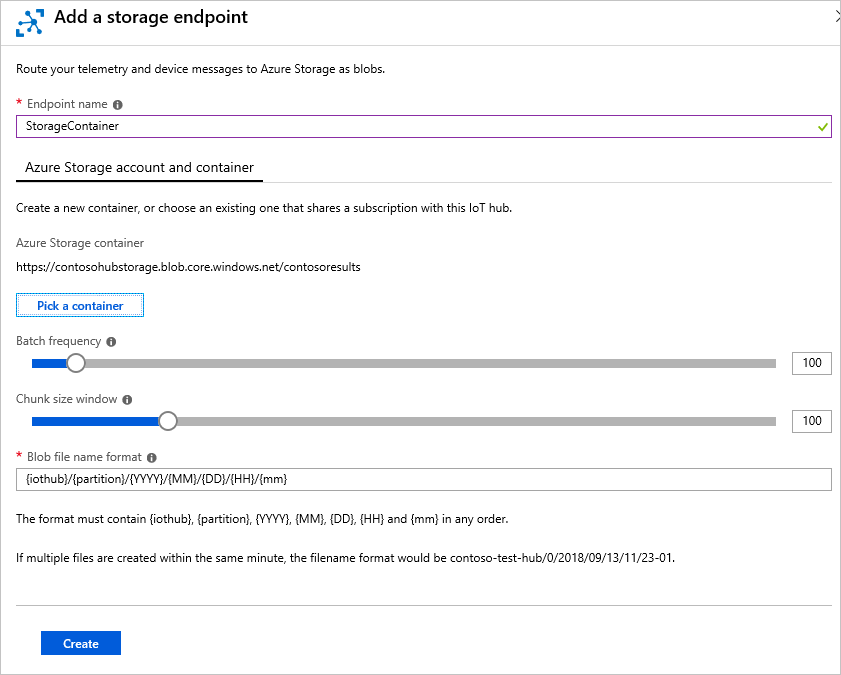 Add a storage endpoint
Route your telemetry and device messages to Azure Storage as blobs.
* Endpoint name
StorageContainer
Azure Storage account and container
Create a new container, or choose an existing one that shares a subscription with this IoT hub.
Azure Storage container
https://contosohubstorage.blob.core.windows.net/contosoresults
Pick a container
Batch frequency
100
Chunk size window
100
* Blob file name format
{iothub}/{partition}/{YYYY}/{MM}/{DD}/{HH}/{mm}
The format must contain {iothub}, {partition}, {YYYY}, {MM}, {DD}, {HH} and {mm} in any order.
If multiple files are created within the same minute, the filename format would be contoso-test-hub/0/2018/09/13/11/23-01.
Create